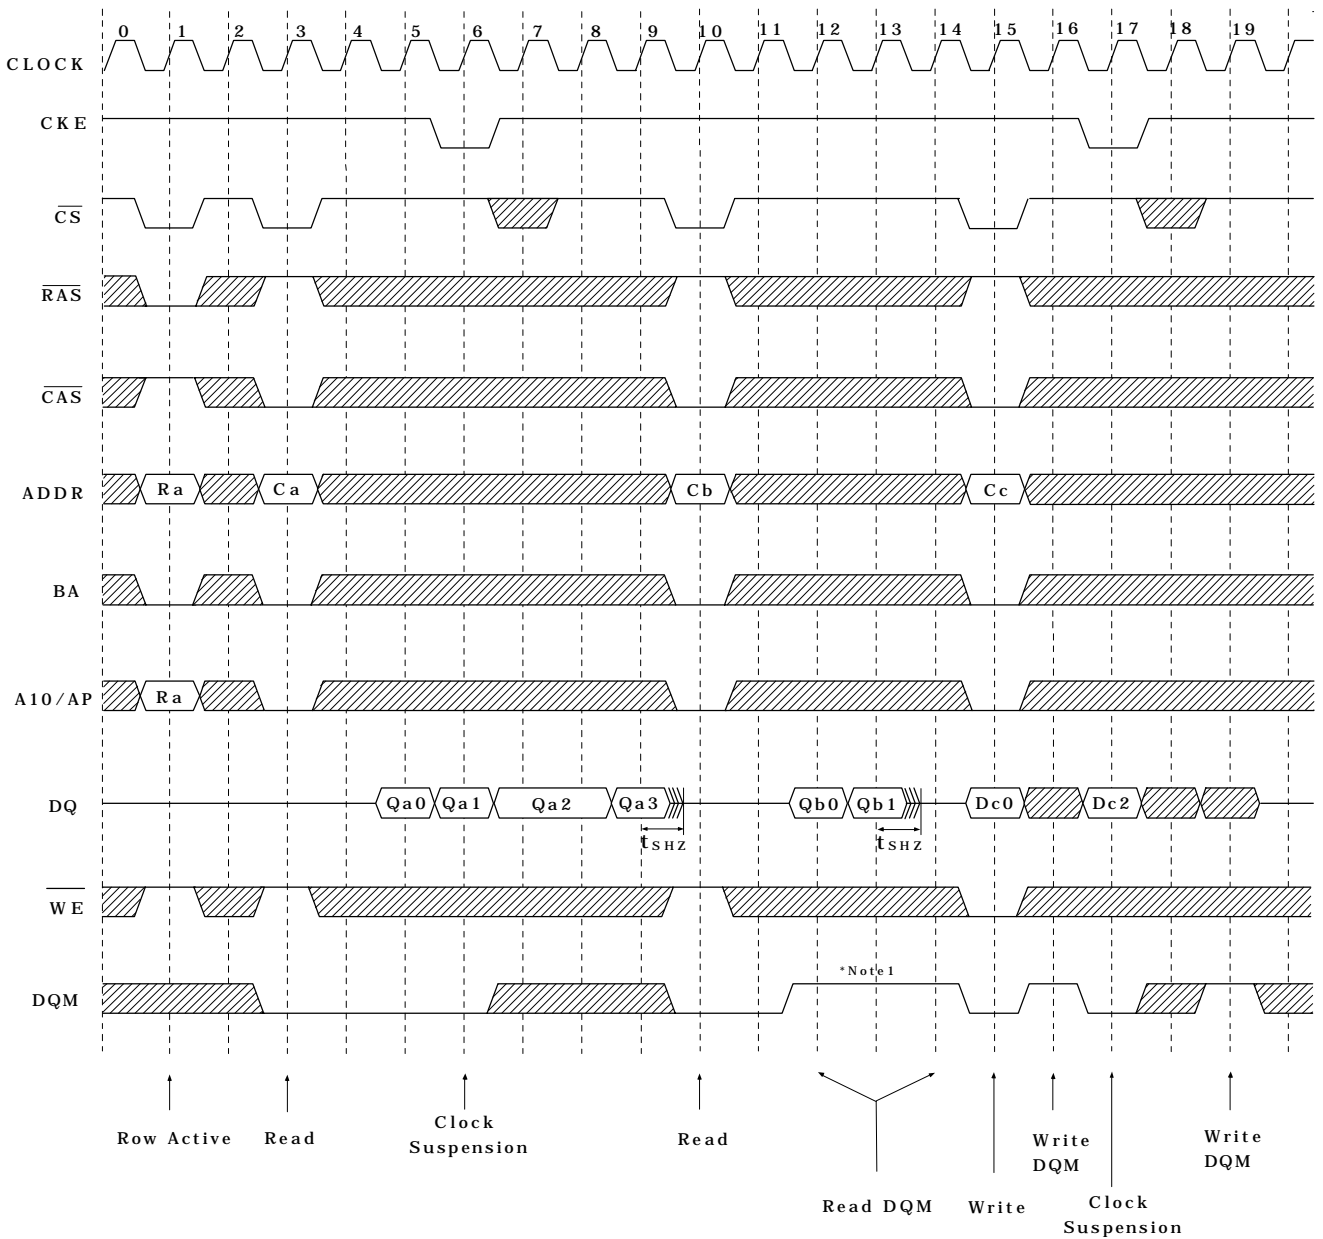 0 1 2 3 4 5 6 7 8 9 10 11 12 13 14 15 16 17 18 19
CLOCK
CKE
CS
RAS
CAS
ADDR Ra Ca Cb Cc
BA
A10/AP Ra
DQ Qa0 Qa1 Qa2 Qa3 Qb0 Qb1 Dc0 Dc2
tSHZ tSHZ
WE
*Note1
DQM
Row Active Read Clock Suspension Read Read DQM Write Write DQM Clock Suspension Write DQM